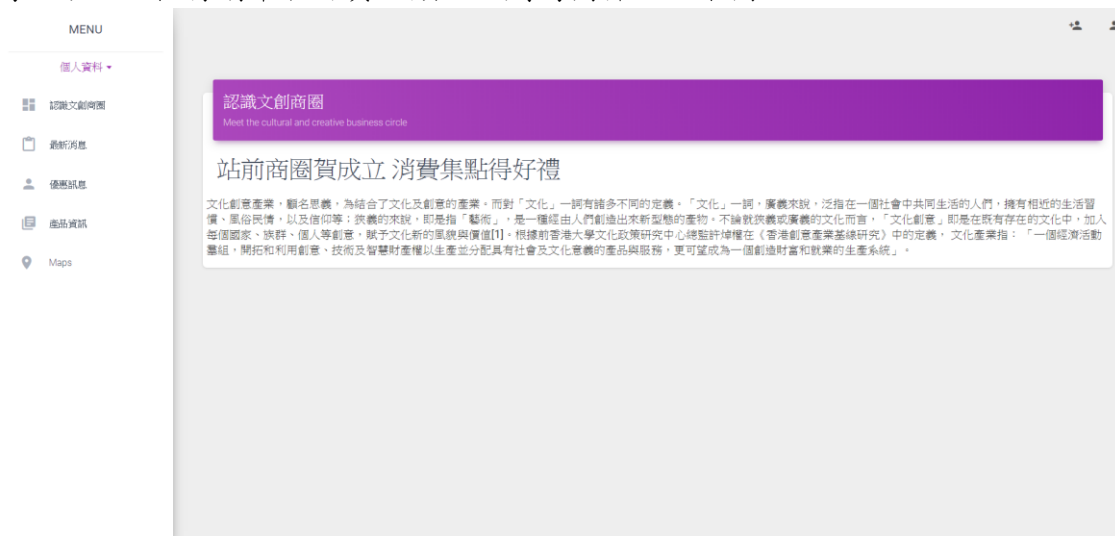 MENU
個人資料
認識文創商圈
最新消息
優惠訊息
產品資訊
Maps
認識文創商圈
Meet the cultural and creative business circle
站前商圈賀成立 消費集點得好禮
文化創意產業，顧名思義，為結合了文化及創意的產業。而對「文化」一詞有諸多不同的定義。「文化」一詞，廣義來說，泛指在一個社會中共同生活的人們，擁有相近的生活習
慣、風俗民情，以及信仰等；狹義的來說，即是指「藝術」，是一種經由人們創造出來新型態的產物。不論就狹義或廣義的文化而言，「文化創意」即是在既有存在的文化中，加入
每個國家、族群、個人等創意，賦予文化新的風貌與價值[1]。根據前香港大學文化政策研究中心總監許焯權在《香港創意產業基線研究》中的定義， 文化產業指： 「一個經濟活動
羣組，開拓和利用創意、技術及智慧財產權以生產並分配具有社會及文化意義的產品與服務，更可望成為一個創造財富和就業的生產系統」。